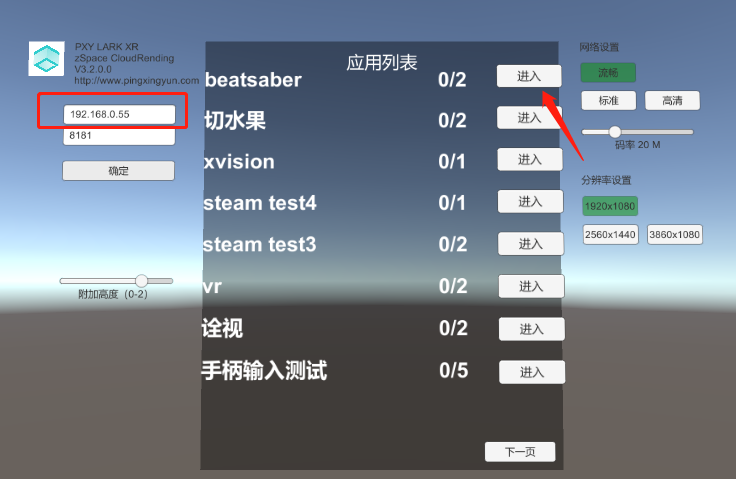 PXY LARK XR
zSpace CloudRending
V3.2.0.0
http://www.pingxingyun.com
192.168.0.55
8181
确定
附加高度（0-2）
应用列表
beatsaber 0/2 进入
切水果 0/2 进入
xvision 0/1 进入
steam test4 0/1 进入
steam test3 0/2 进入
vr 0/2 进入
诠视 0/2 进入
手柄输入测试 0/5 进入
下一页
网络设置
流畅
标准 高清
码率 20 M
分辨率设置
1920x1080
2560x1440 3860x1080